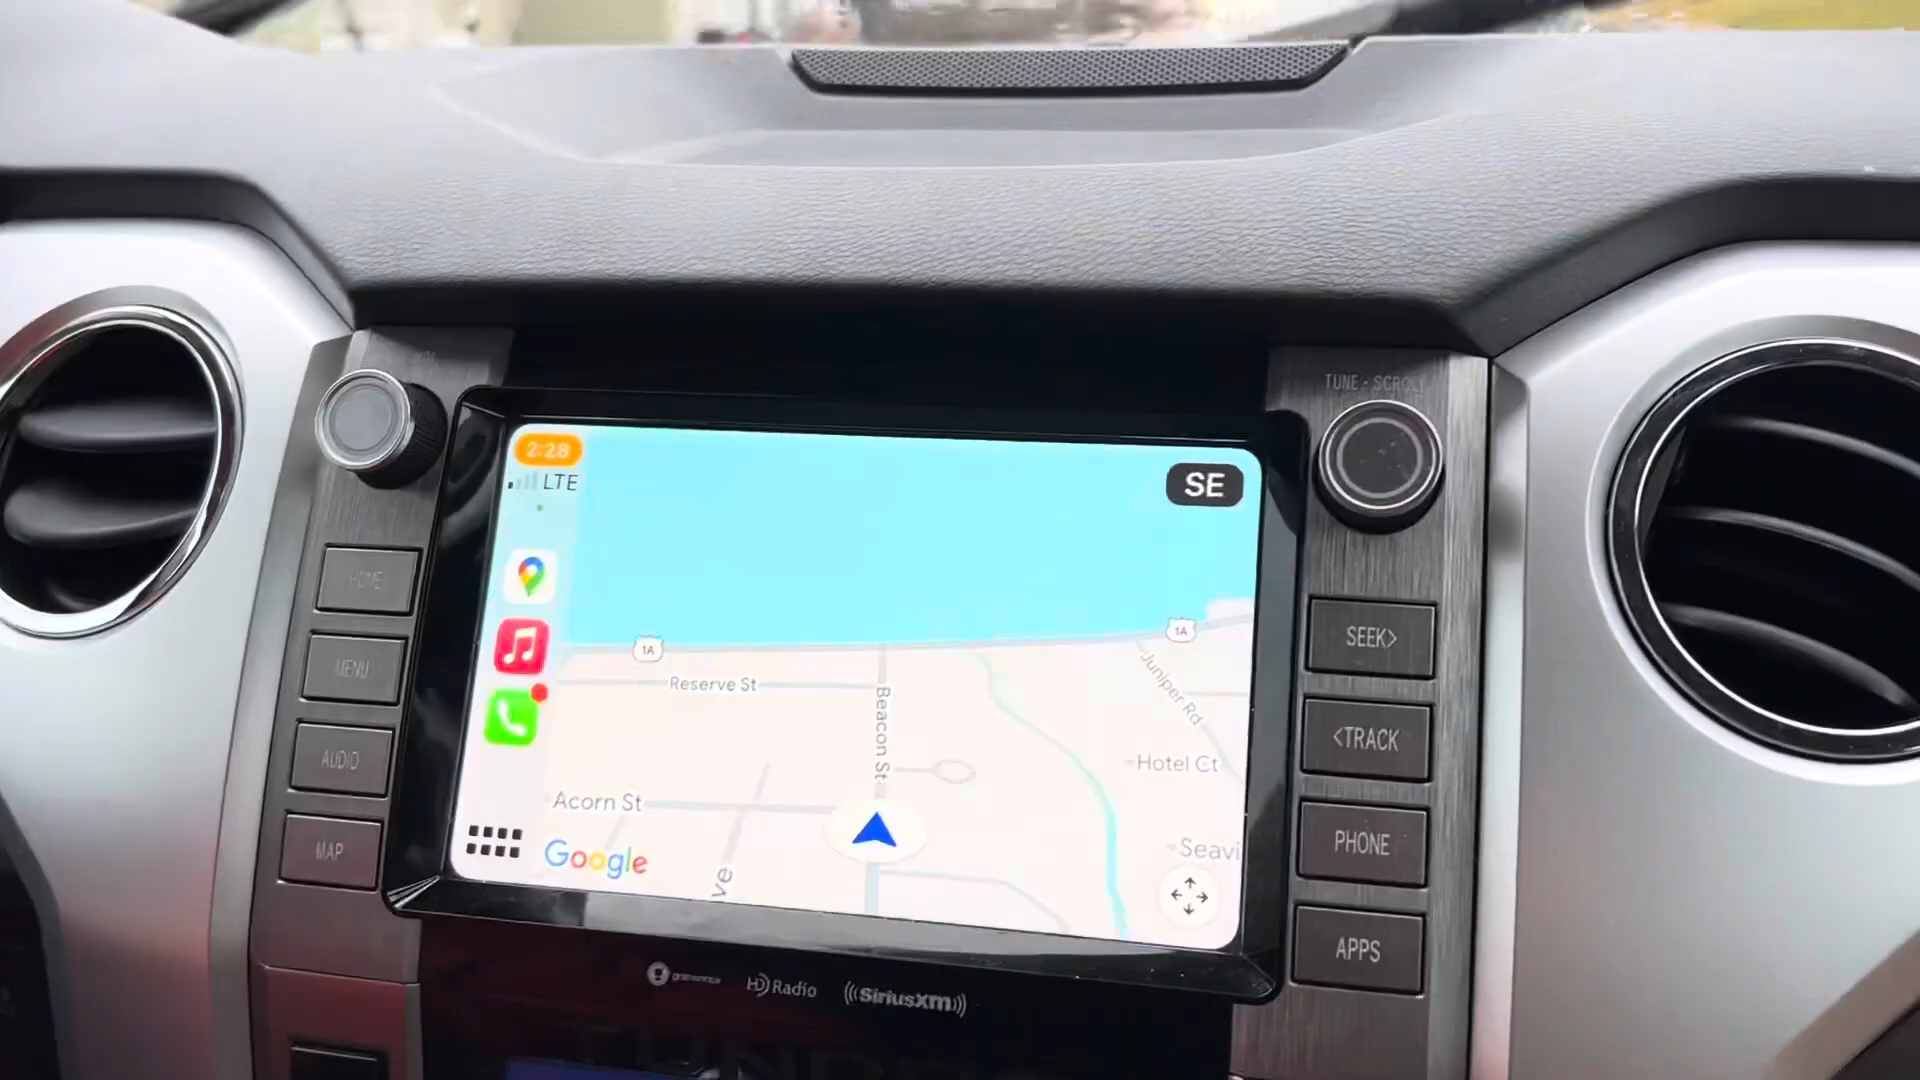 TUNE • SCROLL
2:28
LTE
SE
HOME
MENU
AUDIO
MAP
1A
1A
Reserve St
Beacon St
Juniper Rd
Hotel Ct
Acorn St
Seavi
ve
Google
SEEK>
<TRACK
PHONE
APPS
HD Radio
((SiriusXM))